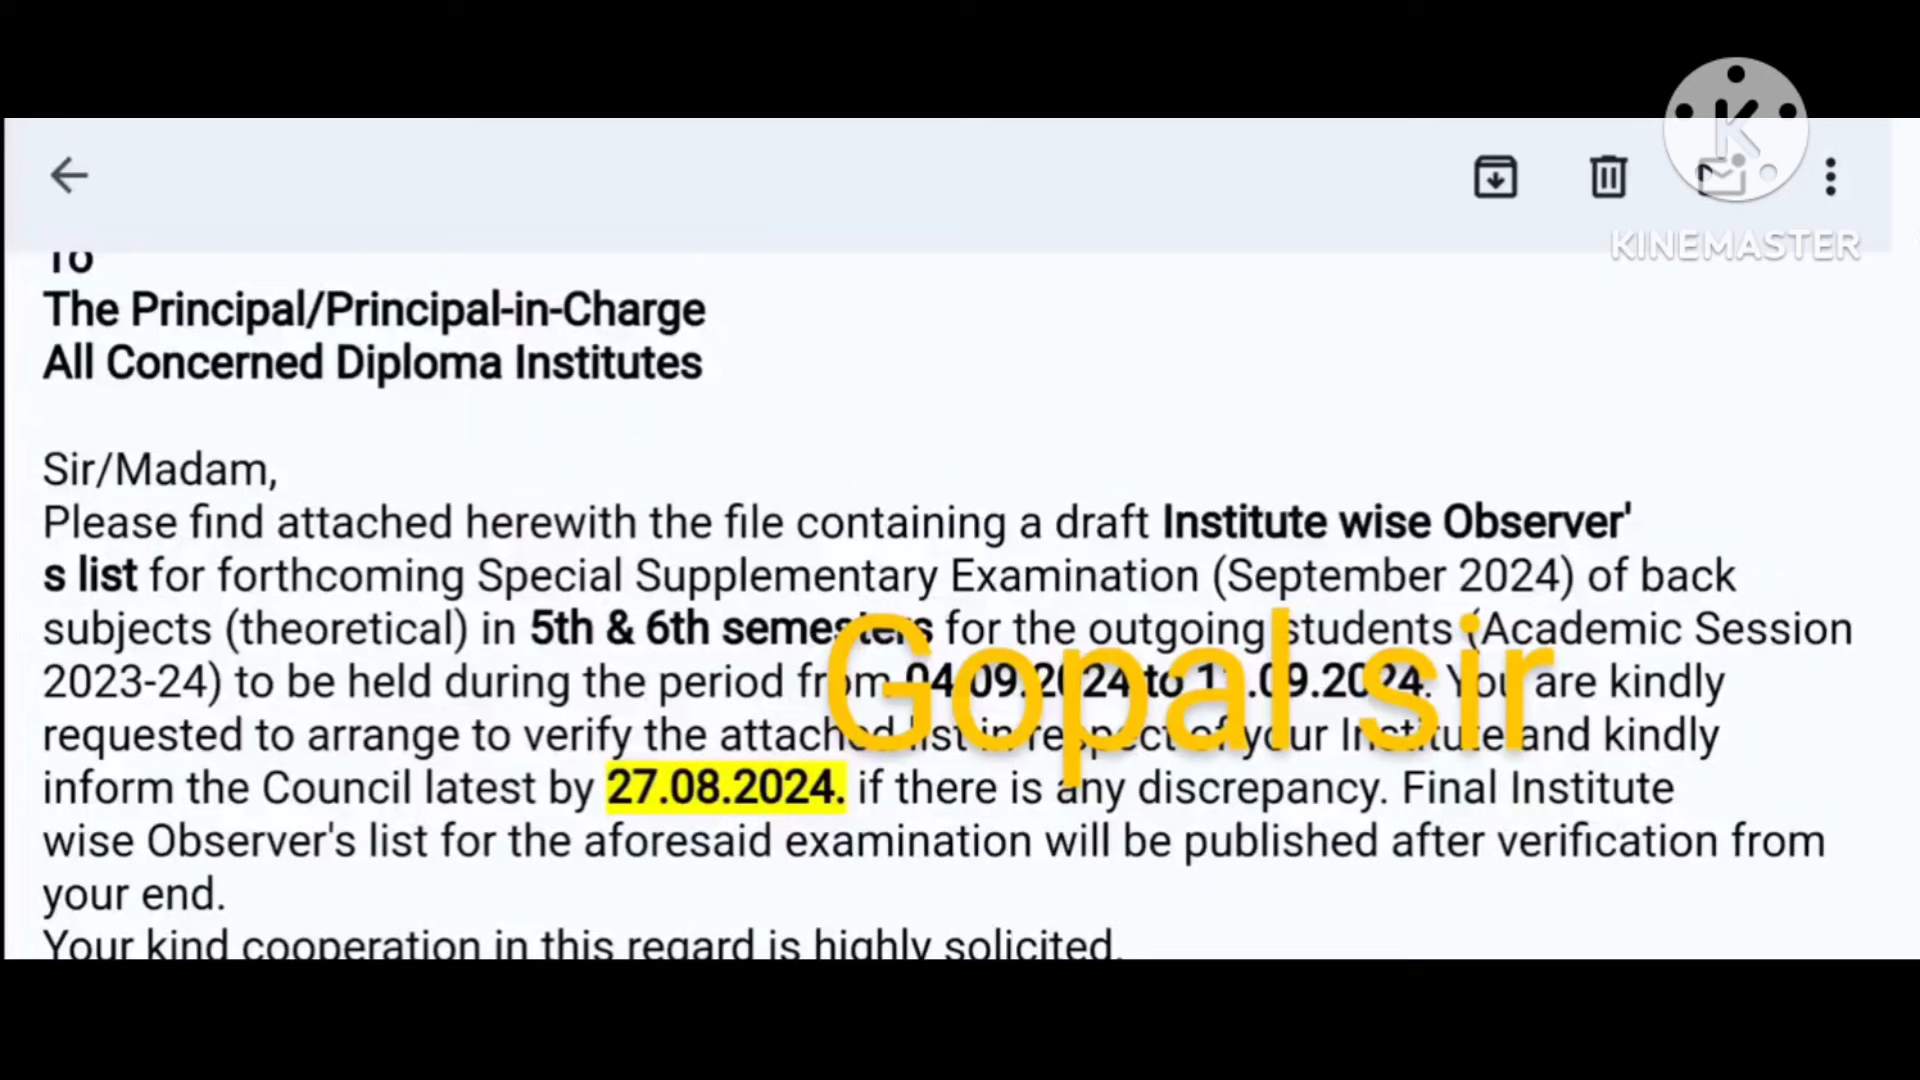 K
KINEMASTER
To
The Principal/Principal-in-Charge
All Concerned Diploma Institutes
Sir/Madam,
Please find attached herewith the file containing a draft Institute wise Observer'
s list for forthcoming Special Supplementary Examination (September 2024) of back
subjects (theoretical) in 5th & 6th semesters for the outgoing students (Academic Session
2023-24) to be held during the period from 04.09.2024 to You are kindly
requested to arrange to verify the attached list in respect of your Institute and kindly
inform the Council latest by 27.08.2024. if there is any discrepancy. Final Institute
wise Observer's list for the aforesaid examination will be published after verification from
your end.
Your kind cooperation in this regard is highly solicited.
Gopal sir